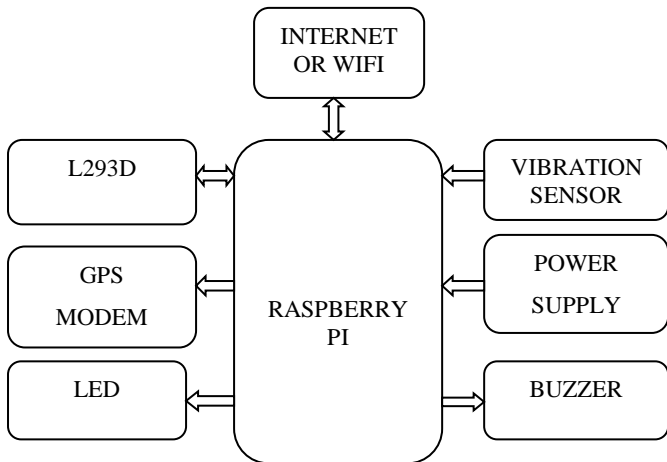 INTERNET
OR WIFI
L293D
VIBRATION
SENSOR
GPS
MODEM
RASPBERRY
PI
POWER
SUPPLY
LED
BUZZER